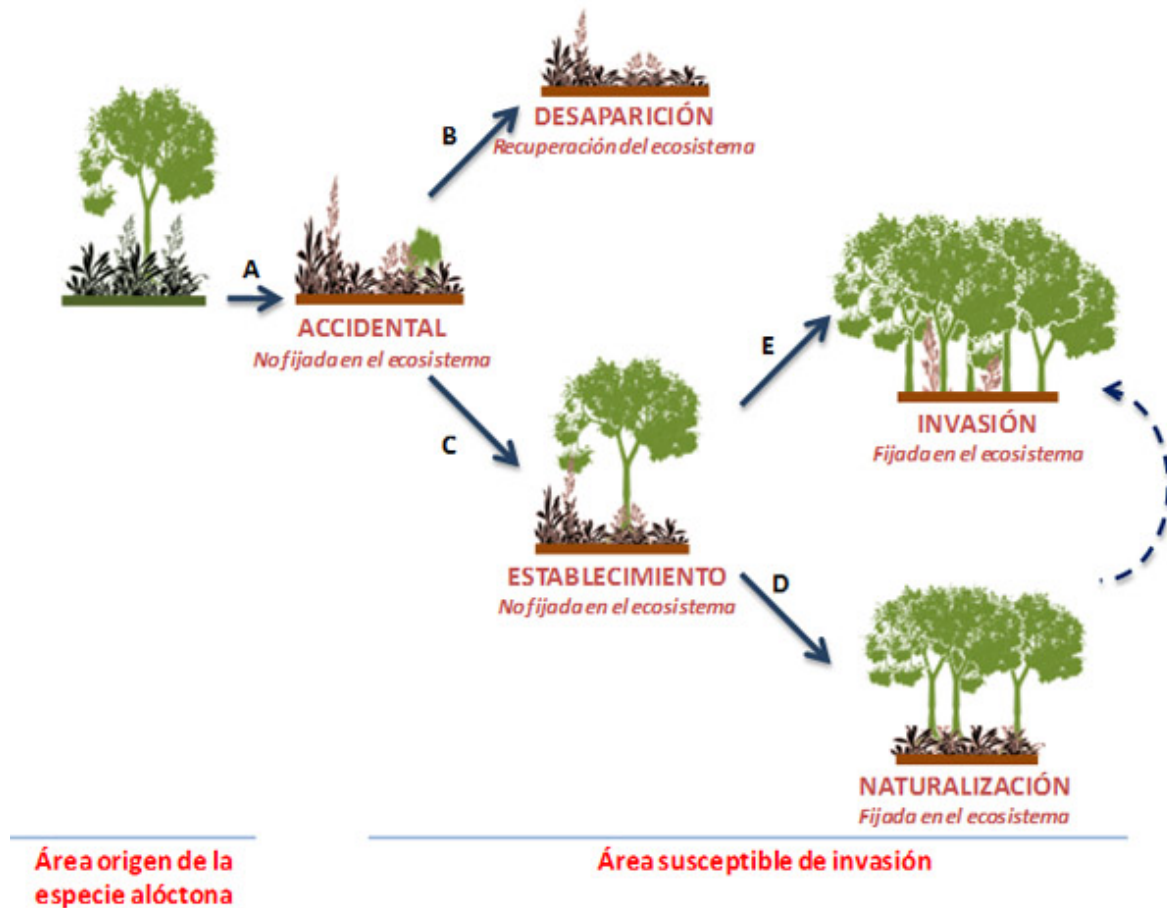 B
DESAPARICIÓN
Recuperación del ecosistema
A
ACCIDENTAL
No fijada en el ecosistema
C
E
INVASIÓN
Fijada en el ecosistema
ESTABLECIMIENTO
No fijada en el ecosistema
D
NATURALIZACIÓN
Fijada en el ecosistema
Área origen de la
especie alóctona
Área susceptible de invasión